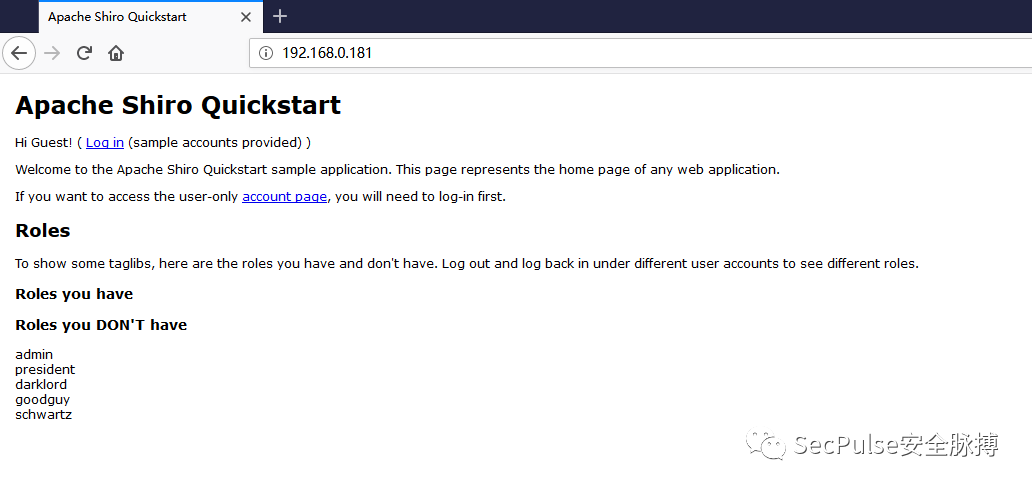 Apache Shiro Quickstart
192.168.0.181
Apache Shiro Quickstart
Hi Guest! ( Log in (sample accounts provided) )
Welcome to the Apache Shiro Quickstart sample application. This page represents the home page of any web application.
If you want to access the user-only account page, you will need to log-in first.
Roles
To show some taglibs, here are the roles you have and don't have. Log out and log back in under different user accounts to see different roles.
Roles you have
Roles you DON'T have
admin
president
darklord
goodguy
schwartz
SecPulse安全脉搏